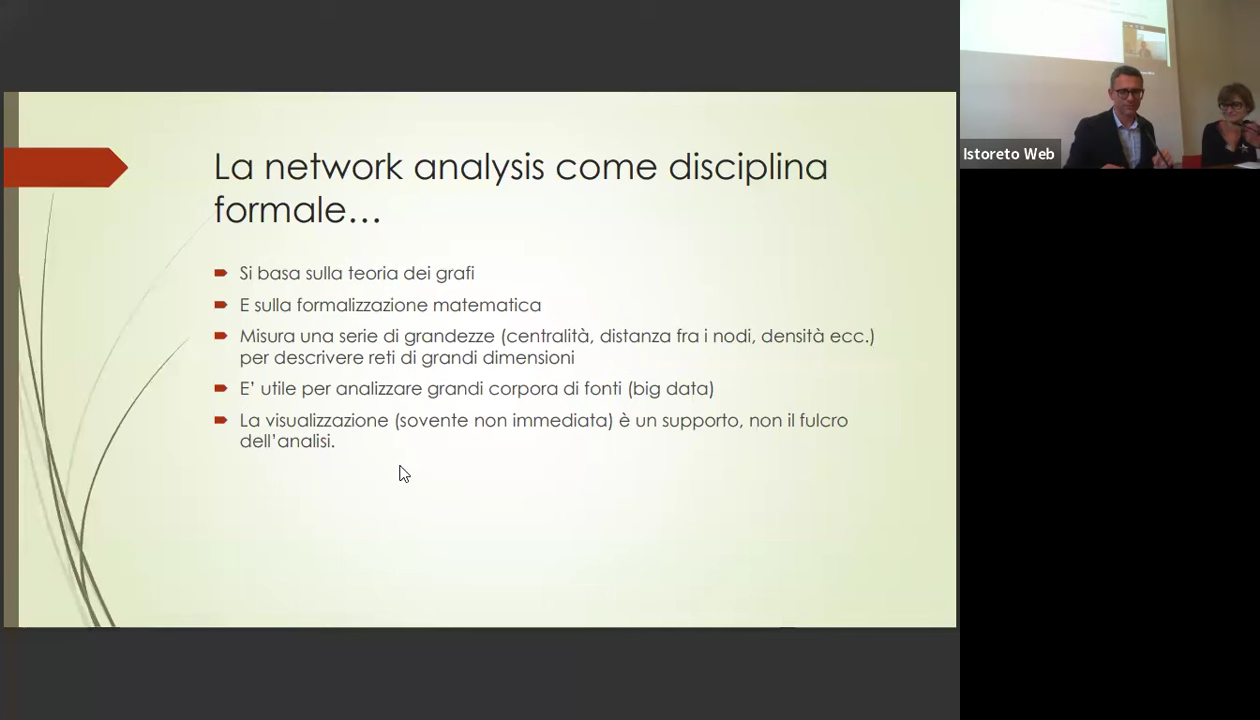 La network analysis come disciplina
formale…
Si basa sulla teoria dei grafi
E sulla formalizzazione matematica
Misura una serie di grandezze (centralità, distanza fra i nodi, densità ecc.)
per descrivere reti di grandi dimensioni
E’ utile per analizzare grandi corpora di fonti (big data)
La visualizzazione (sovente non immediata) è un supporto, non il fulcro
dell’analisi.
Istoreto Web